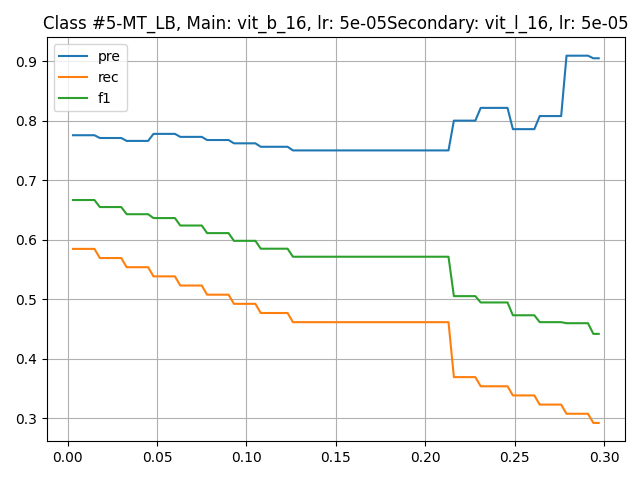 Class #5-MT_LB, Main: vit_b_16, lr: 5e-05Secondary: vit_l_16, lr: 5e-05
pre
rec
f1
0.9
0.8
0.7
0.6
0.5
0.4
0.3
0.00 0.05 0.10 0.15 0.20 0.25 0.30